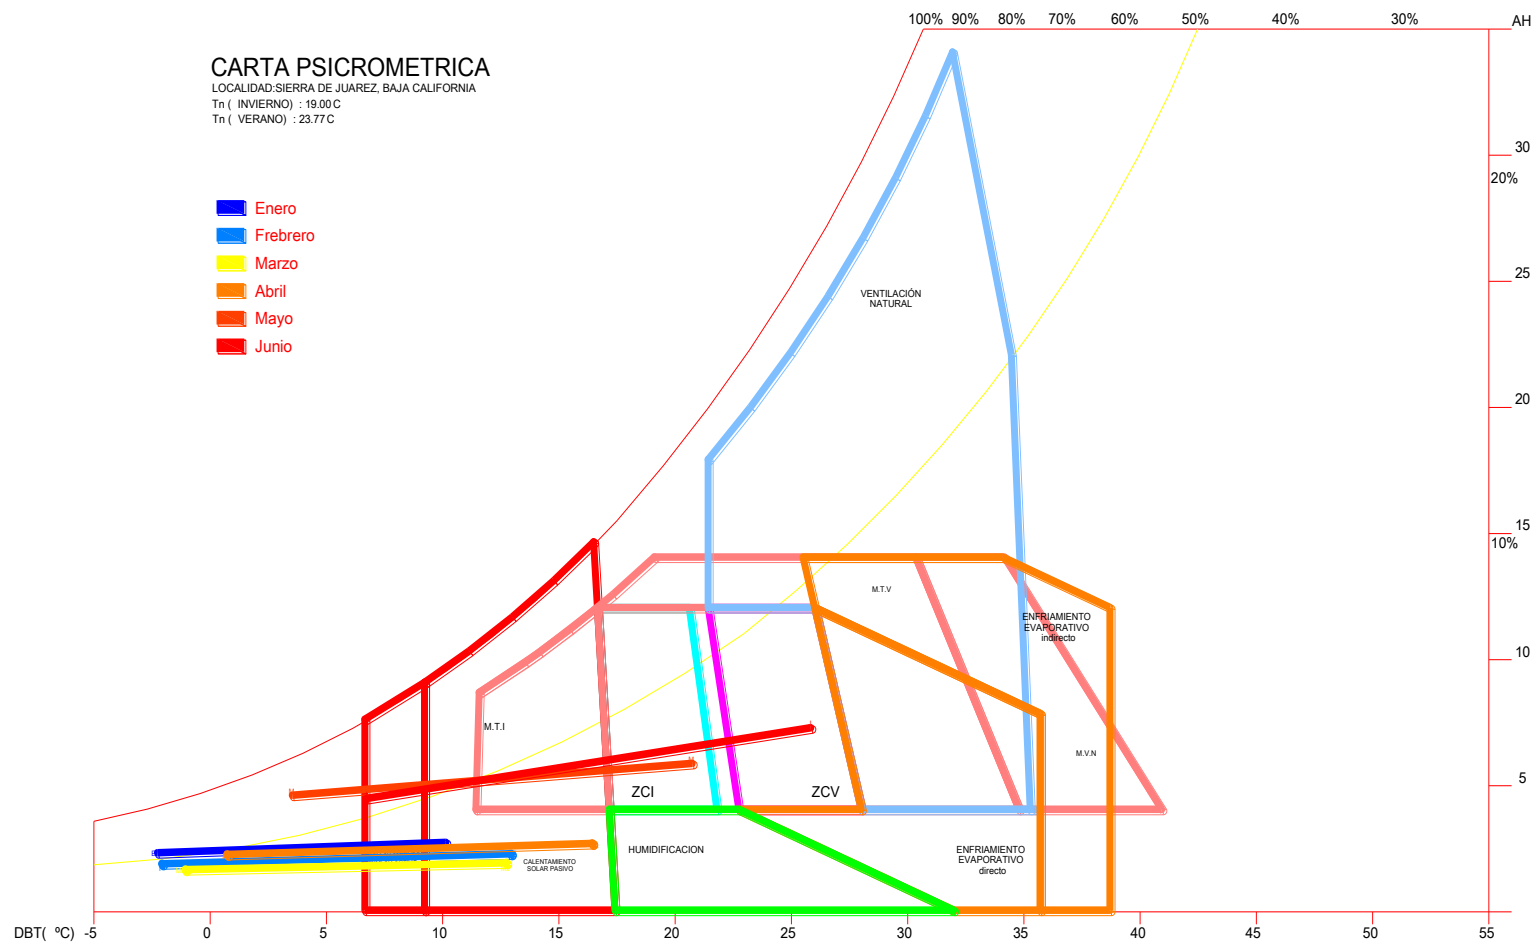 100% 90% 80% 70% 60% 50% 40% 30% AH
CARTA PSICROMETRICA
LOCALIDAD:SIERRA DE JUAREZ, BAJA CALIFORNIA
Tn ( INVIERNO) : 19.00 C
Tn ( VERANO) : 23.77 C
30
20%
Enero
Frebrero
Marzo
Abril
Mayo
Junio
25
VENTILACIÓN
NATURAL
20
15
10%
M.T.V
ENFRIAMIENTO
EVAPORATIVO
indirecto
10
M.T.I
M.V.N
5
ZCI
ZCV
HUMIDIFICACION
CALENTAMIENTO
SOLAR PASIVO
ENFRIAMIENTO
EVAPORATIVO
directo
DBT( ºC) -5 0 5 10 15 20 25 30 35 40 45 50 55